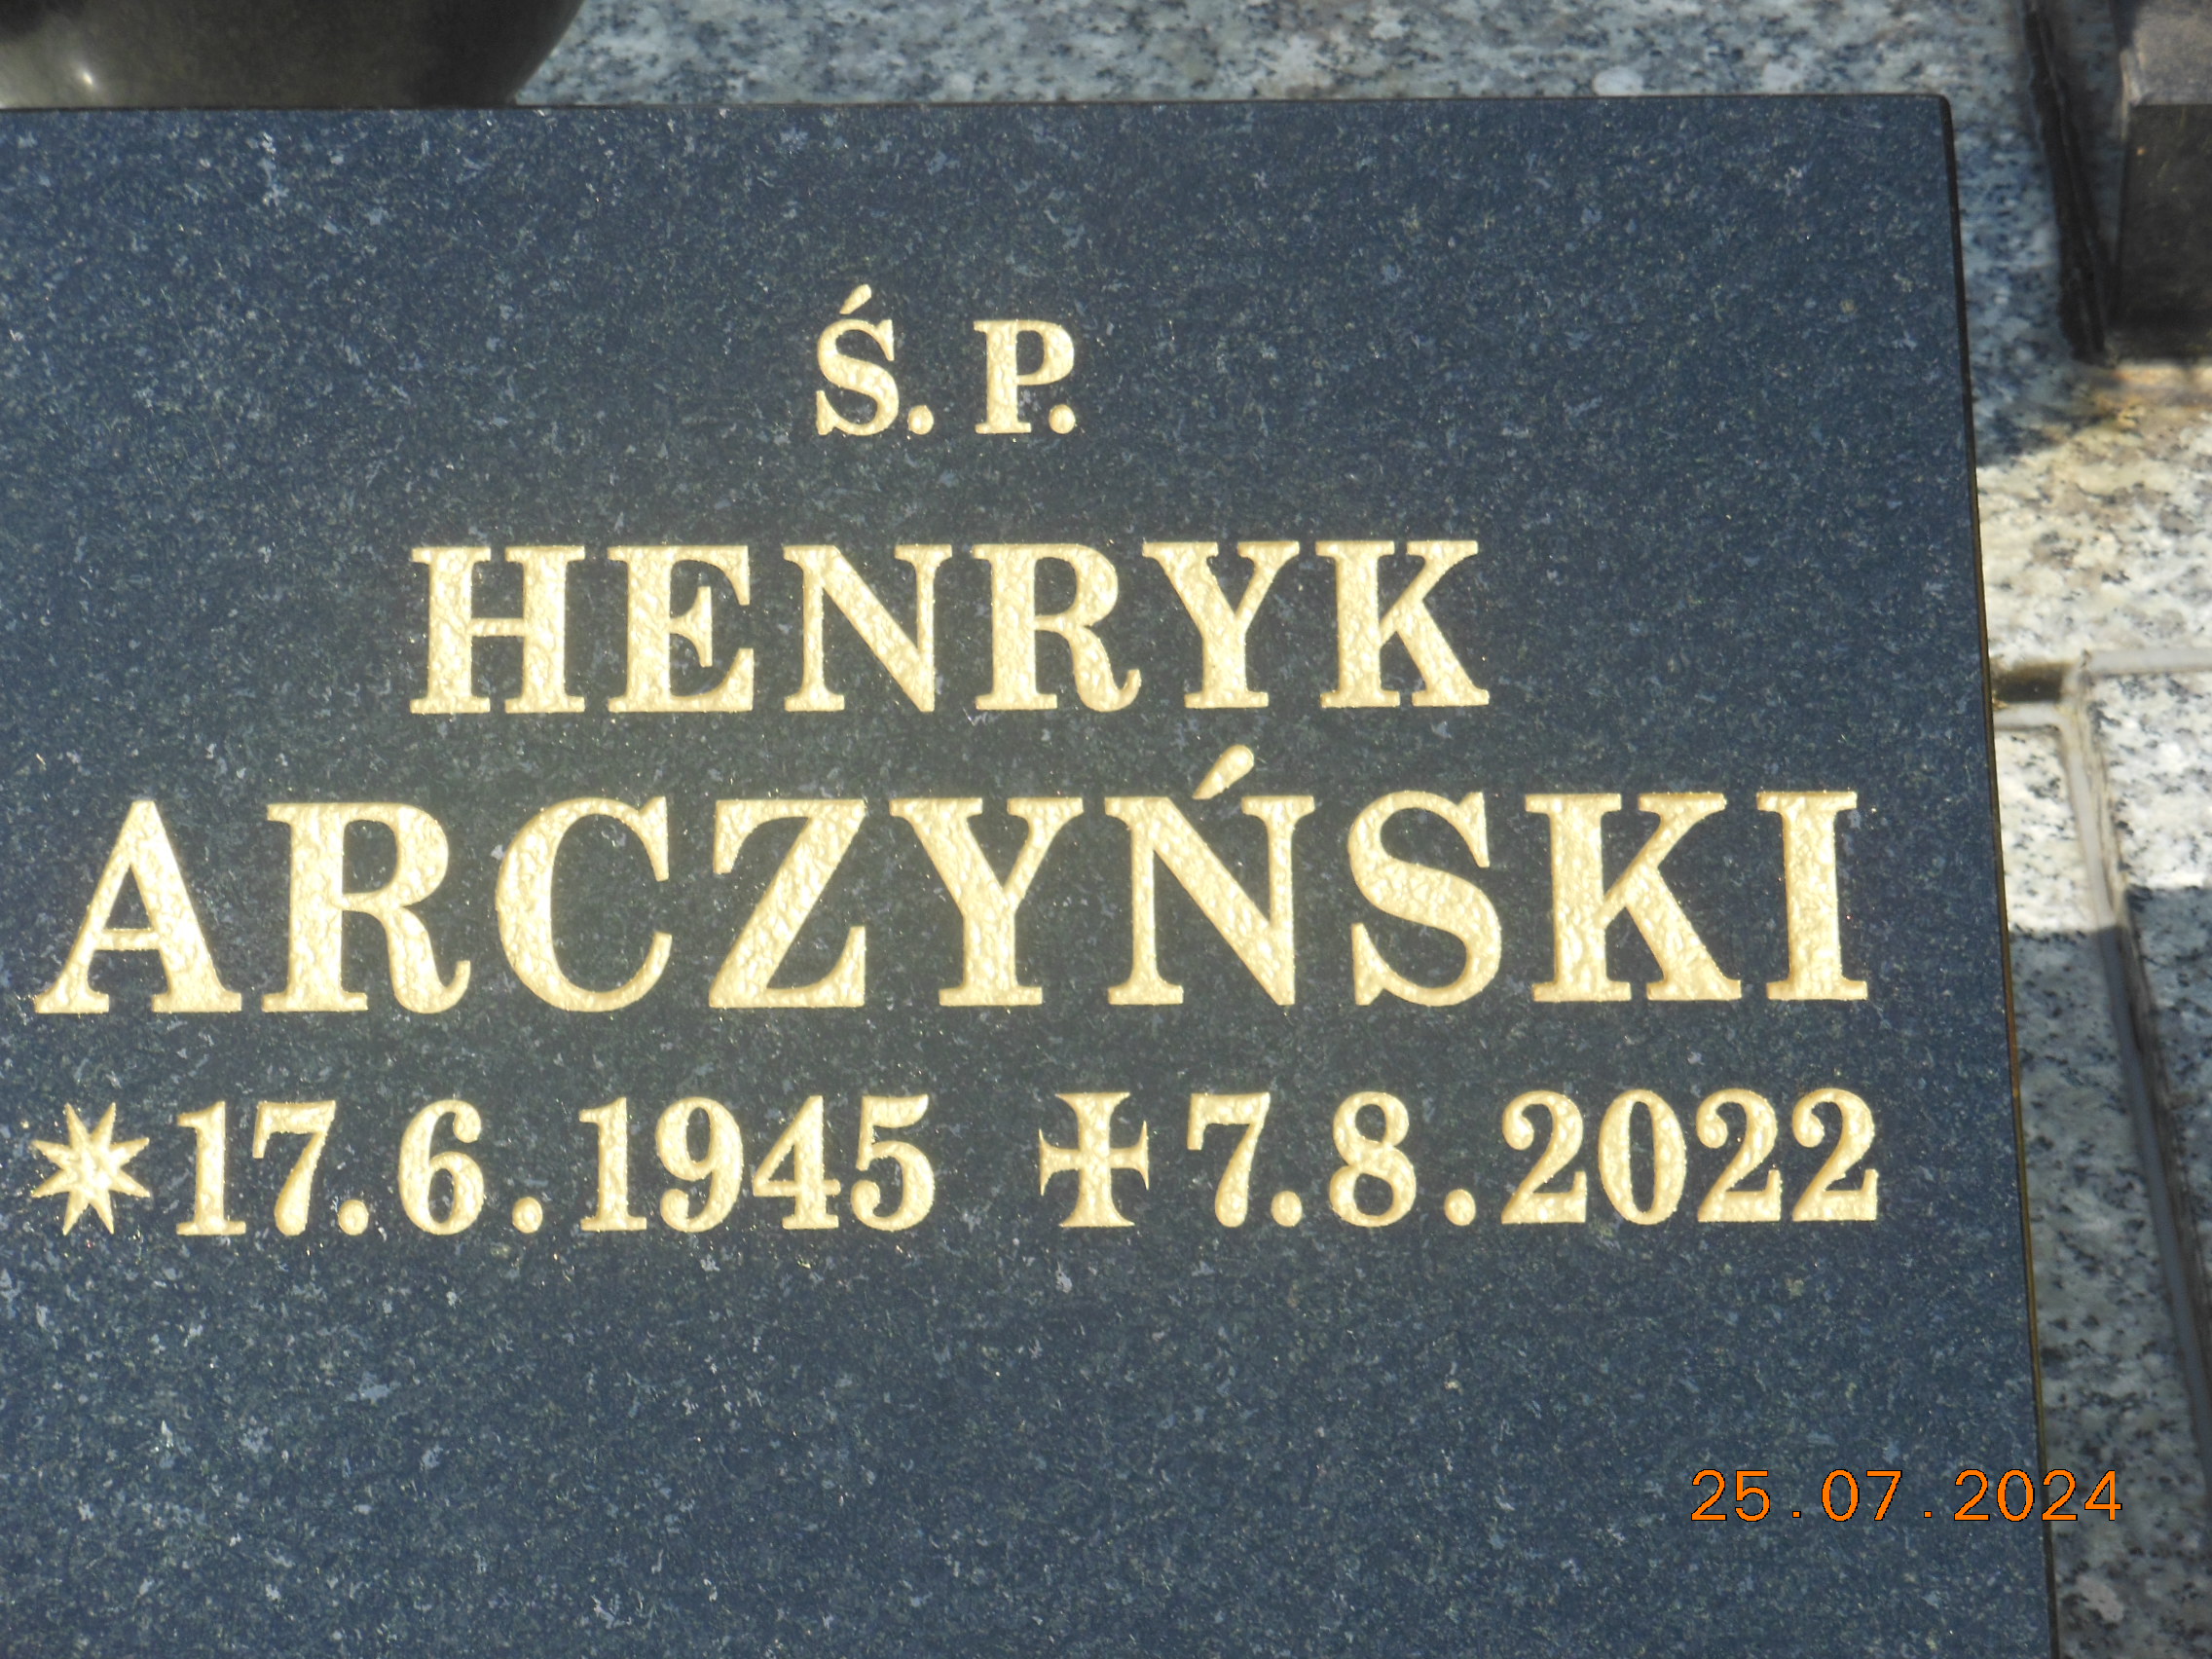 Ś. P.
HENRYK
ARCZYŃSKI
✴17.6.1945 ✠7.8.2022
25.07.2024